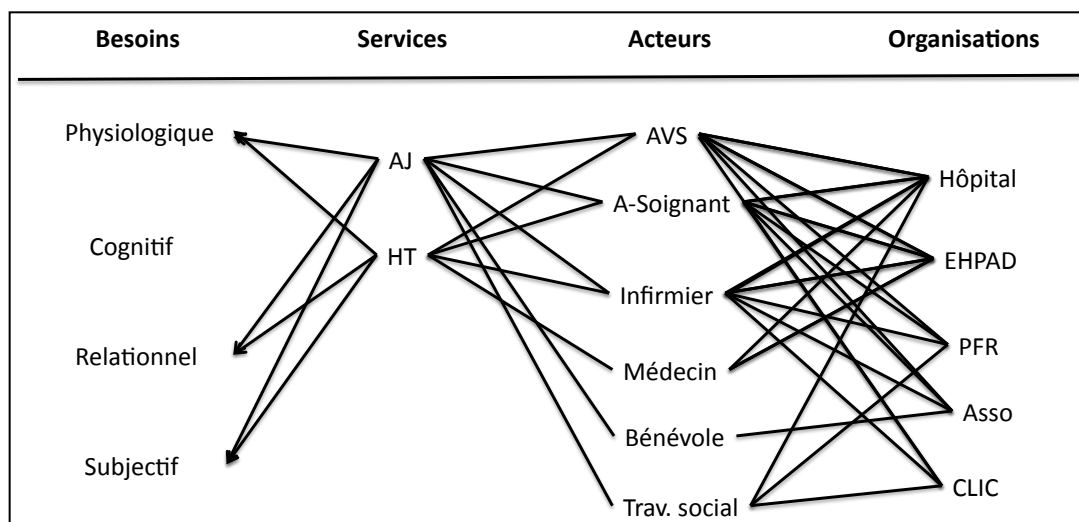 Besoins Services Acteurs Organisations
Physiologique
Cognitif
Relationnel
Subjectif
AJ
HT
AVS
A-Soignant
Infirmier
Médecin
Bénévole
Trav. social
Hôpital
EHPAD
PFR
Asso
CLIC